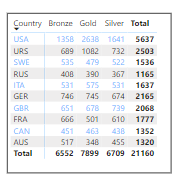 Country Bronze Gold Silver Total
USA 1358 2638 1641 5637
URS 689 1082 732 2503
SWE 535 479 522 1536
RUS 408 390 367 1165
ITA 531 575 531 1637
GER 746 745 674 2165
GBR 651 678 739 2068
FRA 666 501 610 1777
CAN 451 463 438 1352
AUS 517 348 455 1320
Total 6552 7899 6709 21160